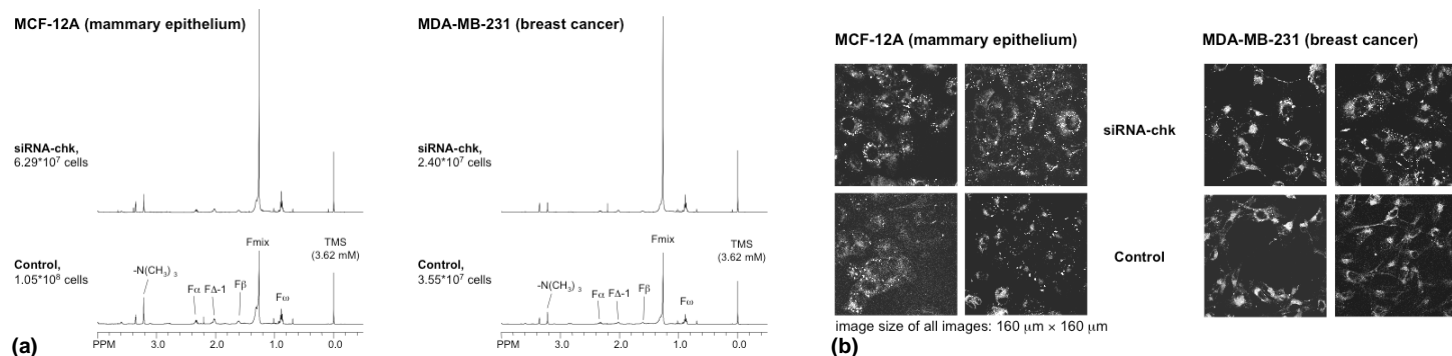 MCF-12A (mammary epithelium)
siRNA-chk,
6.29*10⁷ cells
Control,
1.05*10⁸ cells
-N(CH₃) ₃
Fα
FΔ-1
Fβ
Fmix
Fω
TMS
(3.62 mM)
PPM 3.0 2.0 1.0 0.0
MDA-MB-231 (breast cancer)
siRNA-chk,
2.40*10⁷ cells
Control,
3.55*10⁷ cells
-N(CH₃) ₃
Fα
FΔ-1
Fβ
Fmix
Fω
TMS
(3.62 mM)
PPM 3.0 2.0 1.0 0.0
(a)
MCF-12A (mammary epithelium)
MDA-MB-231 (breast cancer)
siRNA-chk
Control
image size of all images: 160 μm × 160 μm
(b)